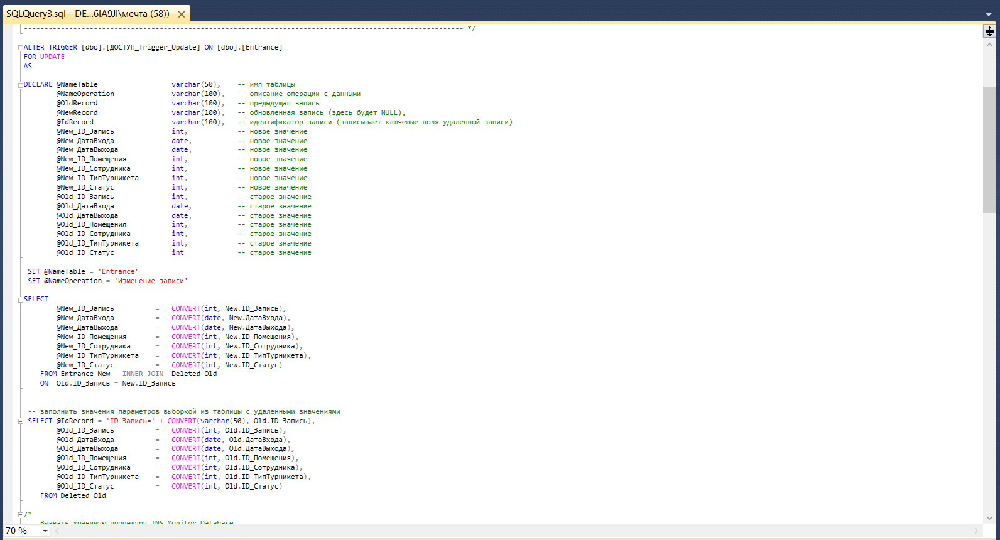 SQLQuery3.sql - DE...6IA9JI\мечта (58))
------------------------------------------------------------------------------------------------------------ */
ALTER TRIGGER [dbo].[ДОСТУП_Trigger_Update] ON [dbo].[Entrance]
FOR UPDATE
AS
DECLARE @NameTable varchar(50), -- имя таблицы
@NameOperation varchar(100), -- описание операции с данными
@OldRecord varchar(100), -- предыдущая запись
@NewRecord varchar(100), -- обновленная запись (здесь будет NULL),
@IdRecord varchar(100), -- идентификатор записи (записывает ключевые поля удаленной записи)
@New_ID_Запись int, -- новое значение
@New_ДатаВхода date, -- новое значение
@New_ДатаВыхода date, -- новое значение
@New_ID_Помещения int, -- новое значение
@New_ID_Сотрудника int, -- новое значение
@New_ID_ТипТурникета int, -- новое значение
@New_ID_Статус int, -- новое значение
@Old_ID_Запись int, -- старое значение
@Old_ДатаВхода date, -- старое значение
@Old_ДатаВыхода date, -- старое значение
@Old_ID_Помещения int, -- старое значение
@Old_ID_Сотрудника int, -- старое значение
@Old_ID_ТипТурникета int, -- старое значение
@Old_ID_Статус int -- старое значение
SET @NameTable = 'Entrance'
SET @NameOperation = 'Изменение записи'
SELECT
@New_ID_Запись = CONVERT(int, New.ID_Запись),
@New_ДатаВхода = CONVERT(date, New.ДатаВхода),
@New_ДатаВыхода = CONVERT(date, New.ДатаВыхода),
@New_ID_Помещения = CONVERT(int, New.ID_Помещения),
@New_ID_Сотрудника = CONVERT(int, New.ID_Сотрудника),
@New_ID_ТипТурникета = CONVERT(int, New.ID_ТипТурникета),
@New_ID_Статус = CONVERT(int, New.ID_Статус)
FROM Entrance New INNER JOIN Deleted Old
ON Old.ID_Запись = New.ID_Запись
-- заполнить значения параметров выборкой из таблицы с удаленными значениями
SELECT @IdRecord = 'ID_Запись=' + CONVERT(varchar(50), Old.ID_Запись),
@Old_ID_Запись = CONVERT(int, Old.ID_Запись),
@Old_ДатаВхода = CONVERT(date, Old.ДатаВхода),
@Old_ДатаВыхода = CONVERT(date, Old.ДатаВыхода),
@Old_ID_Помещения = CONVERT(int, Old.ID_Помещения),
@Old_ID_Сотрудника = CONVERT(int, Old.ID_Сотрудника),
@Old_ID_ТипТурникета = CONVERT(int, Old.ID_ТипТурникета),
@Old_ID_Статус = CONVERT(int, Old.ID_Статус)
FROM Deleted Old
/*
Вызвать хранимую процедуру INS_Monitor_Database
70 %